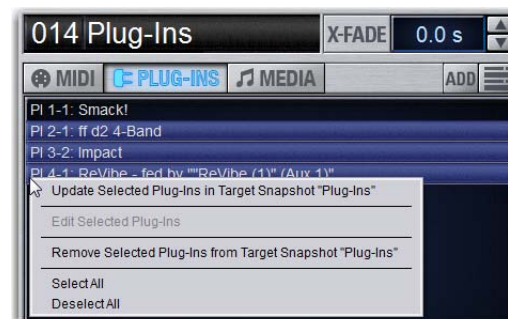 014 Plug-Ins X-FADE 0.0 s
MIDI PLUG-INS MEDIA ADD
PI 1-1: Smack!
PI 2-1: ff d2 4-Band
PI 3-2: Impact
PI 4-1: ReVibe - fed by ""ReVibe (1)" (Aux 1)"
Update Selected Plug-Ins in Target Snapshot "Plug-Ins"
Edit Selected Plug-Ins
Remove Selected Plug-Ins from Target Snapshot "Plug-Ins"
Select All
Deselect All